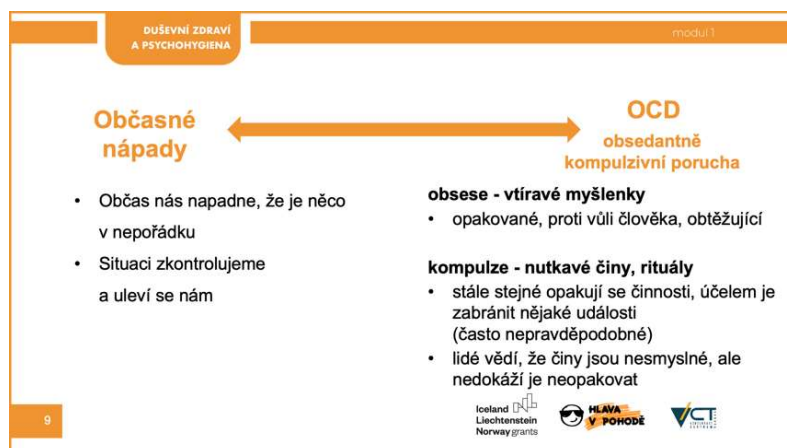 DUŠEVNÍ ZDRAVÍ
A PSYCHOHYGIENA
modul 1
Občasné
nápady
OCD
obsedantně
kompulzivní porucha
• Občas nás napadne, že je něco
v nepořádku
• Situaci zkontrolujeme
a uleví se nám
obsese - vtíravé myšlenky
• opakované, proti vůli člověka, obtěžující
kompulze - nutkavé činy, rituály
• stále stejné opakují se činnosti, účelem je
zabránit nějaké události
(často nepravděpodobné)
• lidé vědí, že činy jsou nesmyslné, ale
nedokáží je neopakovat
9
Iceland
Liechtenstein
Norway grants
HLAVA
V POHODĚ